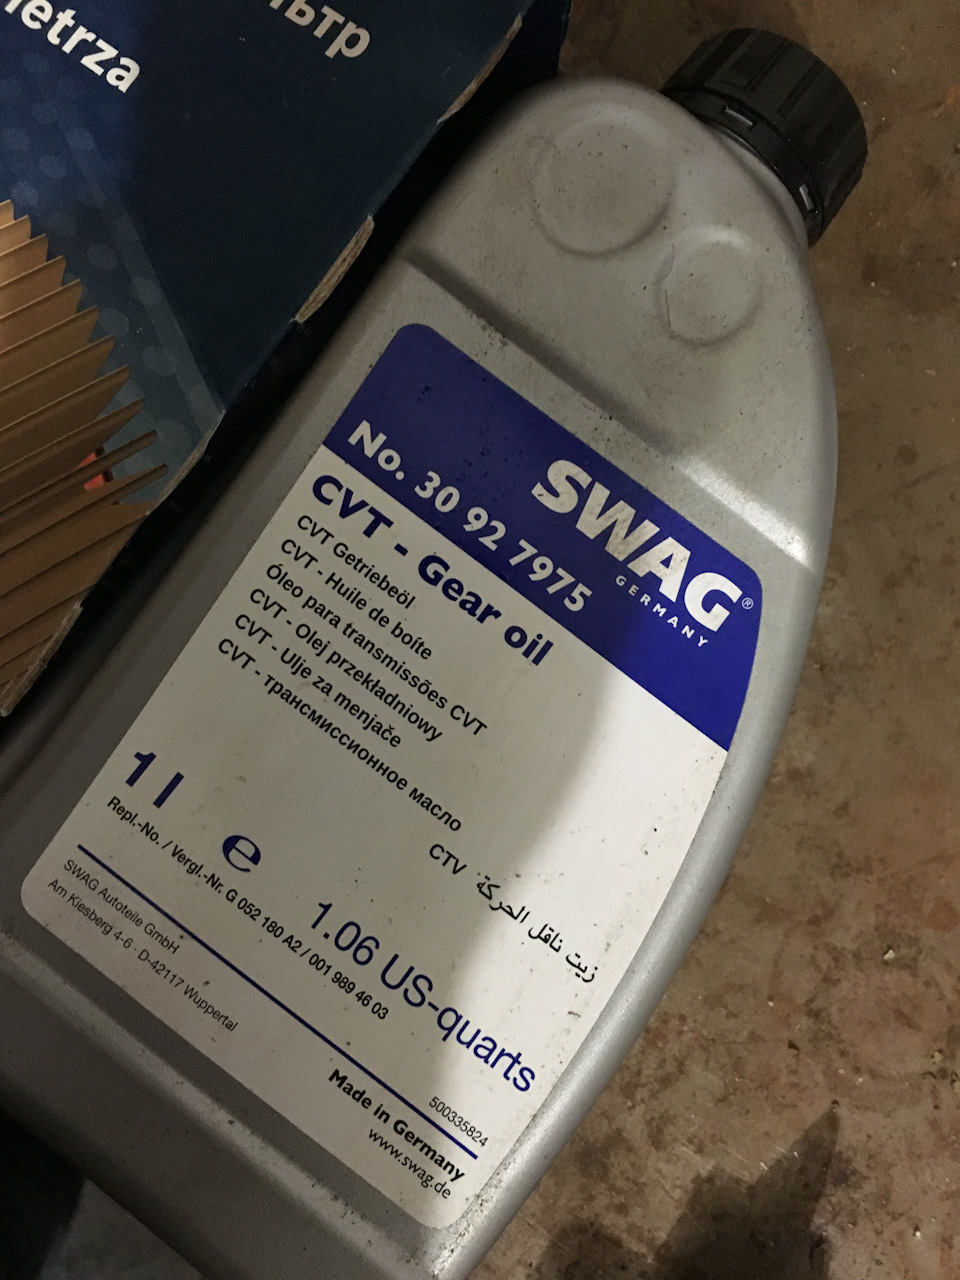 SWAG®
GERMANY
No. 30 92 7975
CVT - Gear oil
CVT Getriebeöl
CVT - Huile de boîte
Óleo para transmissões CVT
CVT - Olej przekładniowy
CVT - Ulje za menjače
CVT - трансмиссионное масло
زيت ناقل الحركة CTV
1 l
e
1.06 US-quarts
Repl.-No. / Vergl.-Nr. G 052 180 A2 / 001 989 46 03
500335824
SWAG Autoteile GmbH
Am Kiesberg 4-6 · D-42117 Wuppertal
Made in Germany
www.swag.de